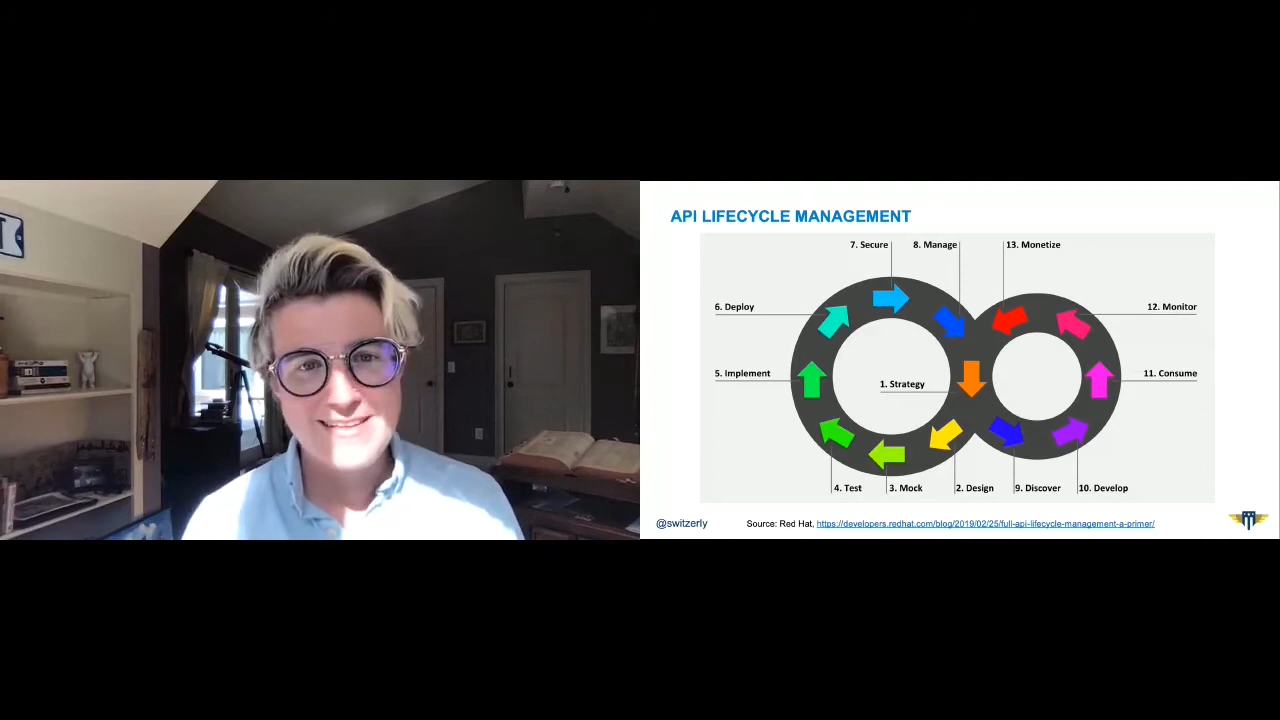 API LIFECYCLE MANAGEMENT
7. Secure
8. Manage
13. Monetize
6. Deploy
12. Monitor
5. Implement
1. Strategy
11. Consume
4. Test
3. Mock
2. Design
9. Discover
10. Develop
@switzerly
Source: Red Hat, https://developers.redhat.com/blog/2019/02/25/full-api-lifecycle-management-a-primer/